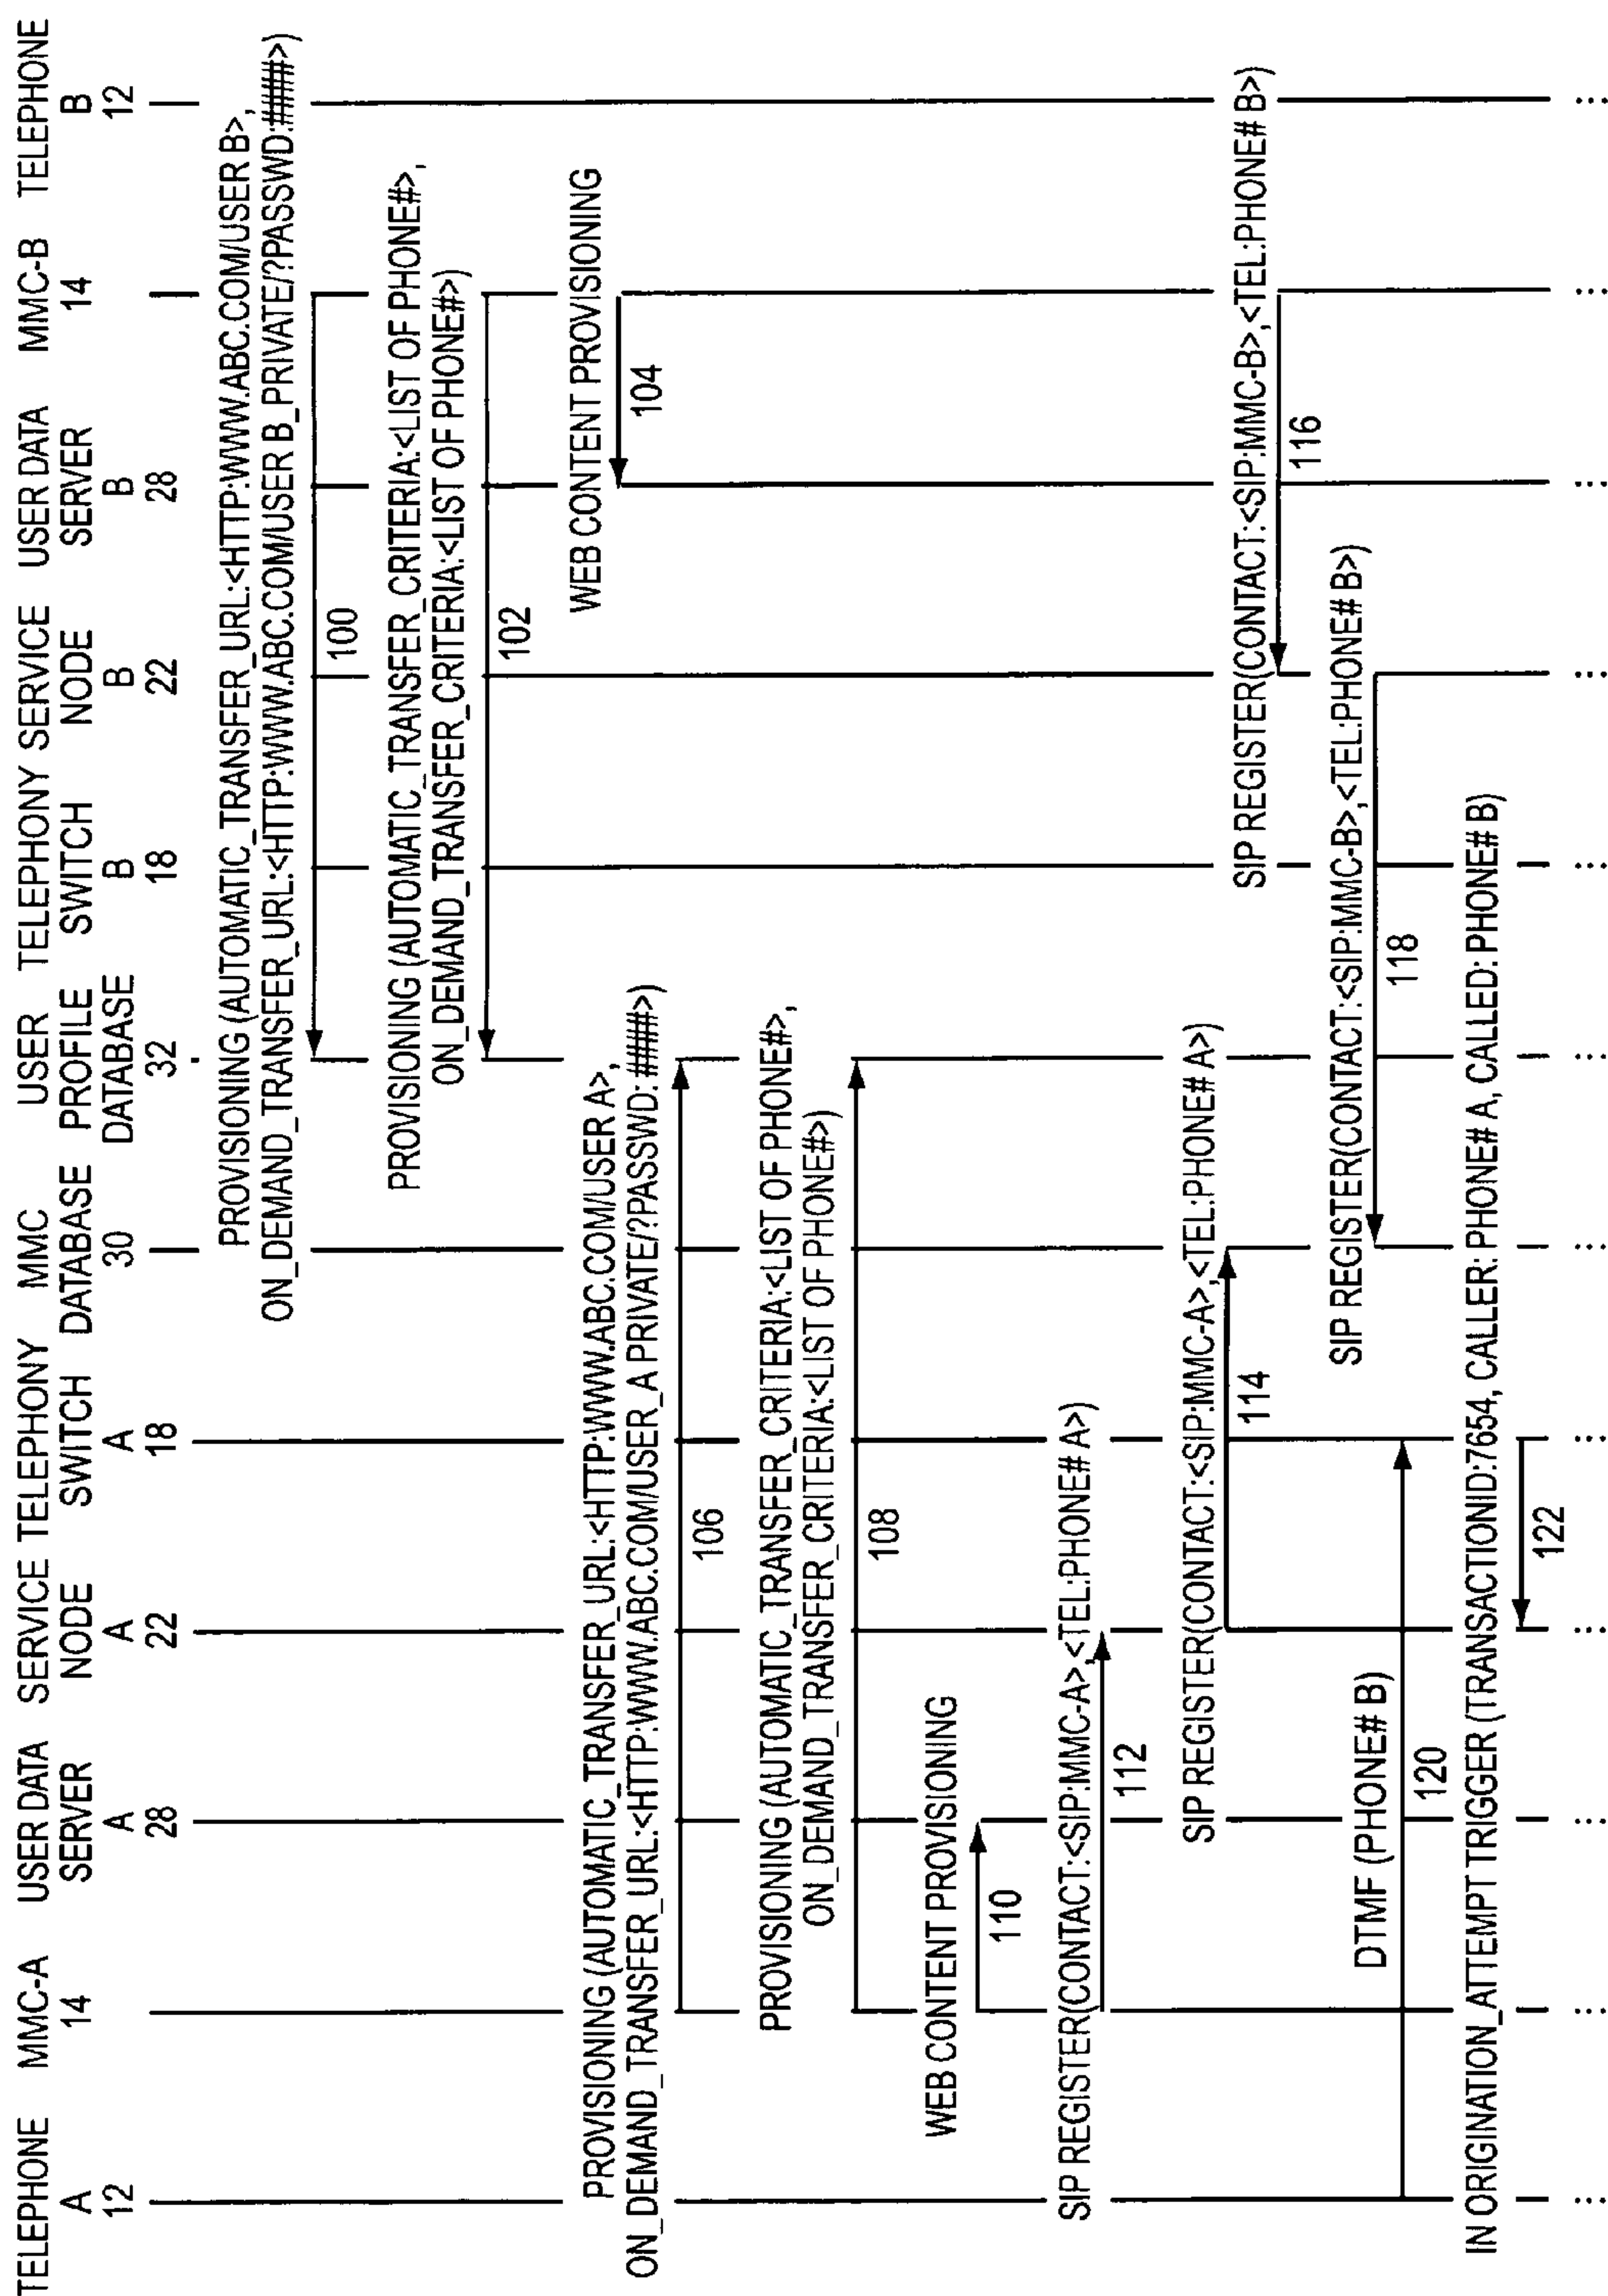 TELEPHONE MMC-A USER DATA SERVICE TELEPHONY MMC USER TELEPHONY SERVICE USER DATA MMC-B TELEPHONE
A 14 SERVER NODE SWITCH DATABASE PROFILE SWITCH NODE SERVER 14 B
12 A A A 30 DATABASE B B B 12
28 22 18 32 18 22 28
PROVISIONING (AUTOMATIC_TRANSFER_URL:<HTTP:WWW.ABC.COM/USER B>,
ON_DEMAND_TRANSFER_URL:<HTTP:WWW.ABC.COM/USER B_PRIVATE/?PASSWD:####>)
100
PROVISIONING (AUTOMATIC_TRANSFER_CRITERIA:<LIST OF PHONE#>,
ON_DEMAND_TRANSFER_CRITERIA:<LIST OF PHONE#>)
102
WEB CONTENT PROVISIONING
104
PROVISIONING (AUTOMATIC_TRANSFER_URL:<HTTP:WWW.ABC.COM/USER A>,
ON_DEMAND_TRANSFER_URL:<HTTP:WWW.ABC.COM/USER_A PRIVATE/?PASSWD: ####>)
106
PROVISIONING (AUTOMATIC_TRANSFER_CRITERIA:<LIST OF PHONE#>,
ON_DEMAND_TRANSFER_CRITERIA:<LIST OF PHONE#>)
108
WEB CONTENT PROVISIONING
110
SIP REGISTER(CONTACT:<SIP:MMC-A>,<TEL:PHONE# A>)
112
SIP REGISTER(CONTACT:<SIP:MMC-A>,<TEL:PHONE# A>)
114
SIP REGISTER(CONTACT:<SIP:MMC-B>,<TEL:PHONE# B>)
116
SIP REGISTER(CONTACT:<SIP:MMC-B>,<TEL:PHONE# B>)
118
DTMF (PHONE# B)
120
IN ORIGINATION_ATTEMPT TRIGGER (TRANSACTIONID:7654, CALLER: PHONE# A, CALLED: PHONE# B)
122